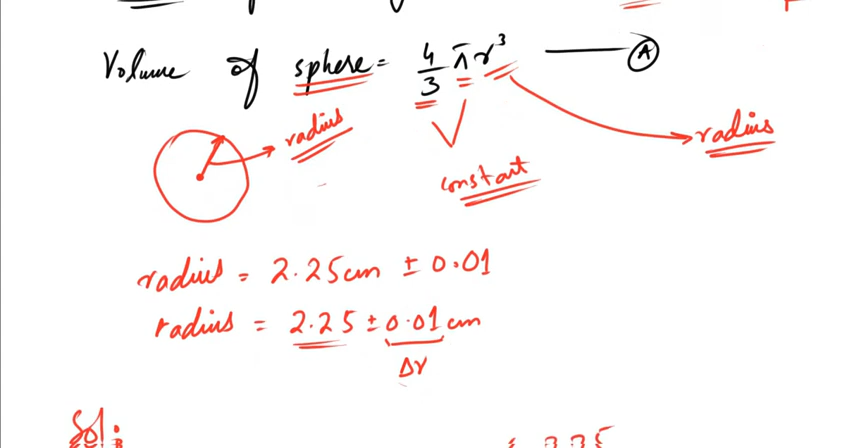 Volume of sphere = 4/3 πr³ Ⓐ
radius
radius
constant
radius = 2.25cm ± 0.01
radius = 2.25 ± 0.01 cm
Δr
Sol: